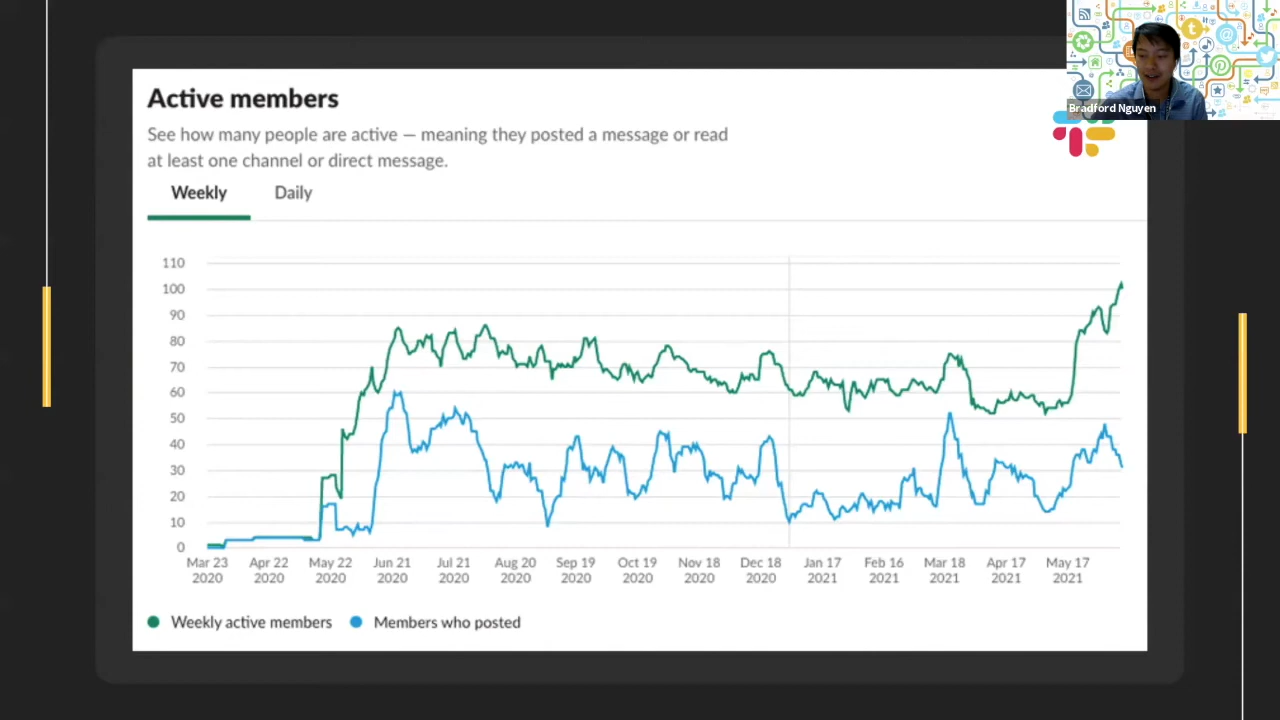 Active members
See how many people are active — meaning they posted a message or read
at least one channel or direct message.
Weekly Daily
Bradford Nguyen
110
100
90
80
70
60
50
40
30
20
10
0
Mar 23 Apr 22 May 22 Jun 21 Jul 21 Aug 20 Sep 19 Oct 19 Nov 18 Dec 18 Jan 17 Feb 16 Mar 18 Apr 17 May 17
2020 2020 2020 2020 2020 2020 2020 2020 2020 2020 2021 2021 2021 2021 2021
Weekly active members Members who posted